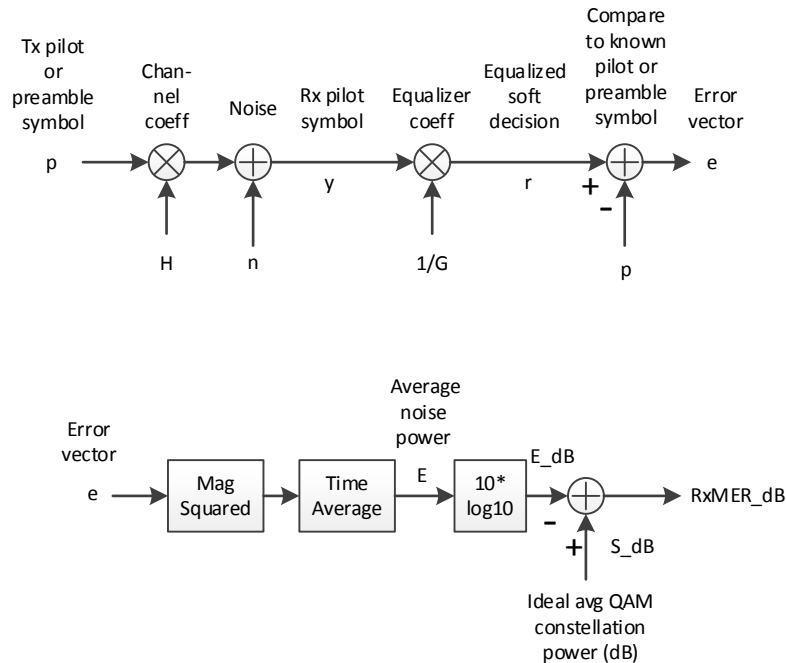 Tx pilot
or
preamble
symbol
Chan-
nel
coeff
Noise
Rx pilot
symbol
Equalizer
coeff
Equalized
soft
decision
Compare
to known
pilot or
preamble
symbol
Error
vector
p
y
r
+
-
e
H
n
1/G
p
Error
vector
e
Mag
Squared
Time
Average
Average
noise
power
E
10*
log10
E_dB
-
+
S_dB
RxMER_dB
Ideal avg QAM
constellation
power (dB)